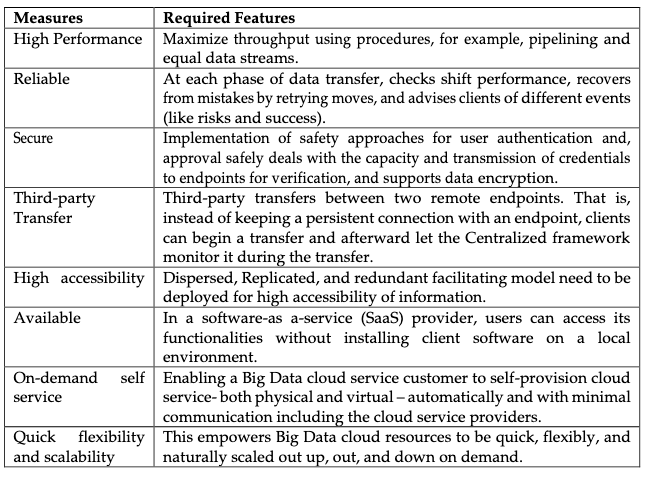 Measures Required Features
High Performance Maximize throughput using procedures, for example, pipelining and
equal data streams.
Reliable At each phase of data transfer, checks shift performance, recovers
from mistakes by retrying moves, and advises clients of different events
(like risks and success).
Secure Implementation of safety approaches for user authentication and,
approval safely deals with the capacity and transmission of credentials
to endpoints for verification, and supports data encryption.
Third-party Third-party transfers between two remote endpoints. That is,
Transfer instead of keeping a persistent connection with an endpoint, clients
can begin a transfer and afterward let the Centralized framework
monitor it during the transfer.
High accessibility Dispersed, Replicated, and redundant facilitating model need to be
deployed for high accessibility of information.
Available In a software-as a-service (SaaS) provider, users can access its
functionalities without installing client software on a local
environment.
On-demand self Enabling a Big Data cloud service customer to self-provision cloud
service service- both physical and virtual – automatically and with minimal
communication including the cloud service providers.
Quick flexibility This empowers Big Data cloud resources to be quick, flexibly, and
and scalability naturally scaled out up, out, and down on demand.